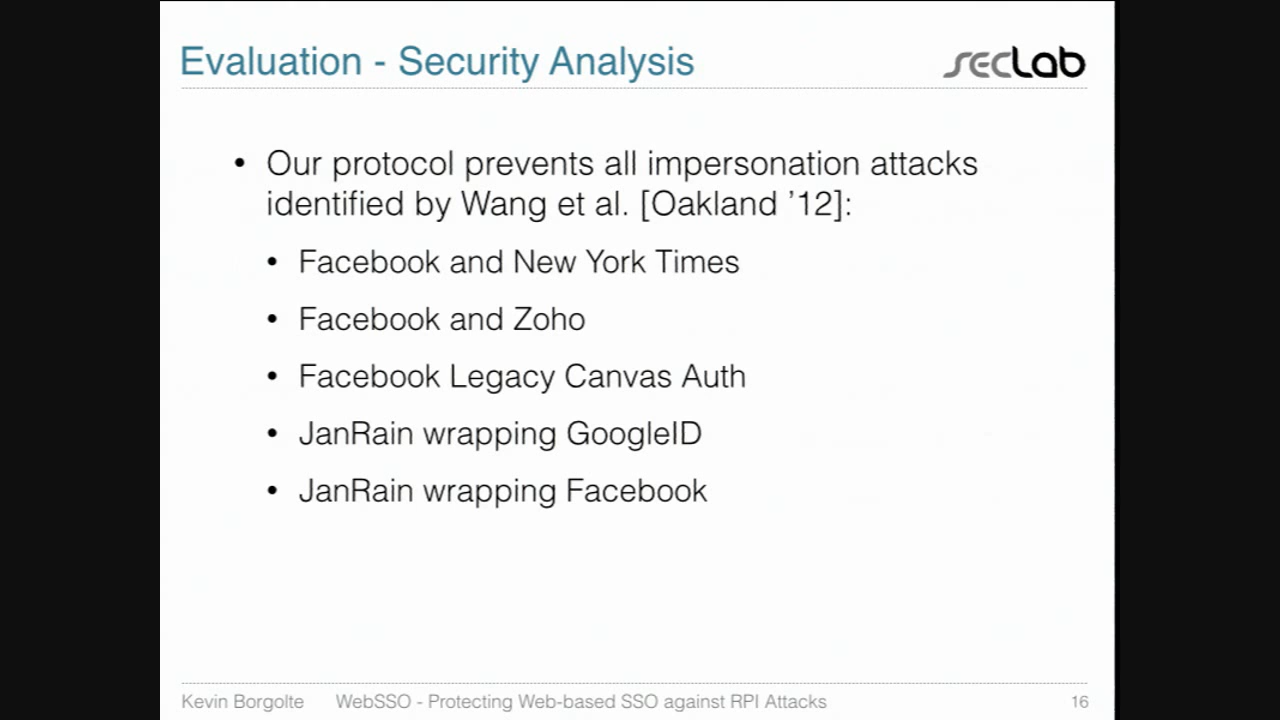 Evaluation - Security Analysis
secLab
• Our protocol prevents all impersonation attacks
identified by Wang et al. [Oakland ’12]:
• Facebook and New York Times
• Facebook and Zoho
• Facebook Legacy Canvas Auth
• JanRain wrapping GoogleID
• JanRain wrapping Facebook
Kevin Borgolte WebSSO - Protecting Web-based SSO against RPI Attacks 16